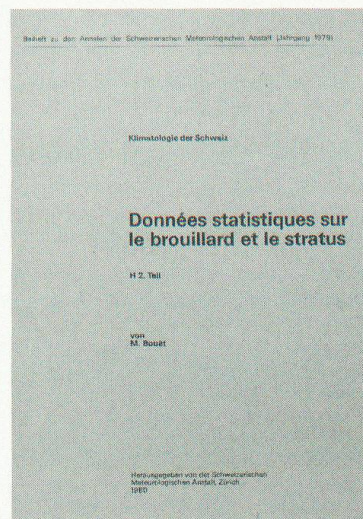 Beiheft zu den Annalen der Schweizerischen Meteorologischen Anstalt (Jahrgang 1979)
Klimatologie der Schweiz
Données statistiques sur
le brouillard et le stratus
H 2. Teil
von
M. Bouët
Herausgegeben von der Schweizerischen
Meteorologischen Anstalt, Zürich
1980